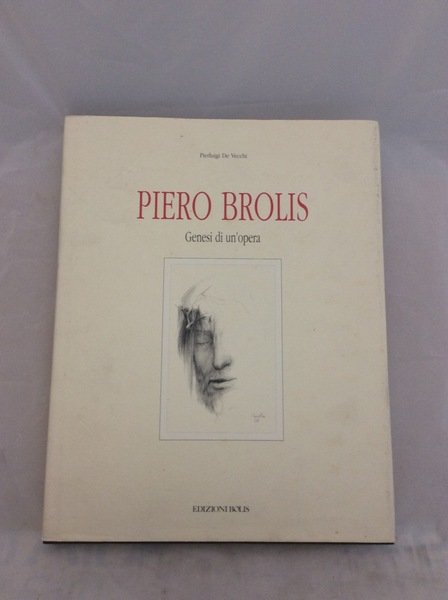 Pierluigi De Vecchi
PIERO BROLIS
Genesi di un'opera
EDIZIONI BOLIS